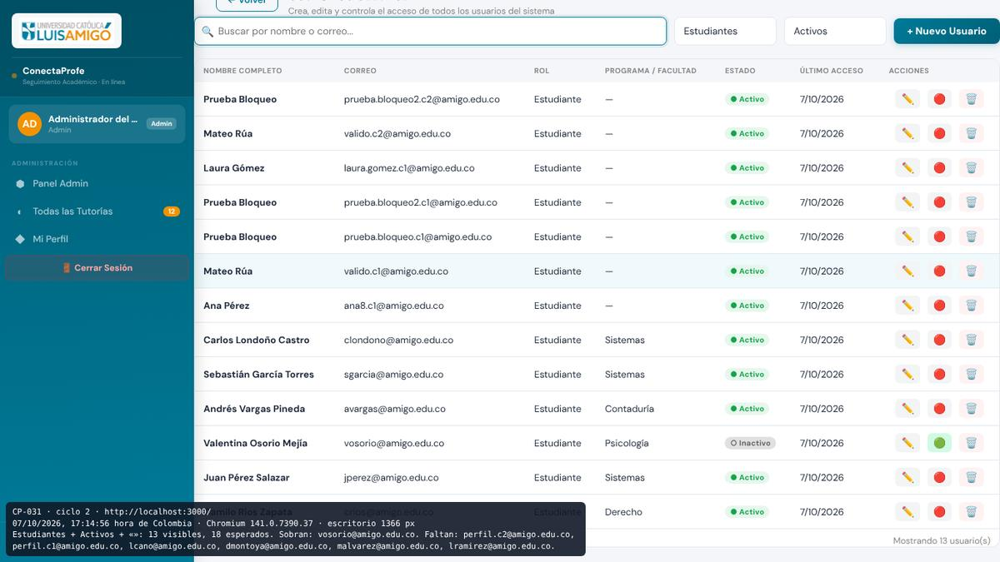 ← Volver
Crea, edita y controla el acceso de todos los usuarios del sistema
UNIVERSIDAD CATÓLICA
LUIS AMIGÓ
ConectaProfe
Seguimiento Académico · En línea
AD
Administrador del ...
Admin
Admin
ADMINISTRACIÓN
Panel Admin
Todas las Tutorías 12
Mi Perfil
Cerrar Sesión
Buscar por nombre o correo...
Estudiantes
Activos
+ Nuevo Usuario
NOMBRE COMPLETO CORREO ROL PROGRAMA / FACULTAD ESTADO ÚLTIMO ACCESO ACCIONES
Prueba Bloqueo prueba.bloqueo2.c2@amigo.edu.co Estudiante — Activo 7/10/2026
Mateo Rúa valido.c2@amigo.edu.co Estudiante — Activo 7/10/2026
Laura Gómez laura.gomez.c1@amigo.edu.co Estudiante — Activo 7/10/2026
Prueba Bloqueo prueba.bloqueo2.c1@amigo.edu.co Estudiante — Activo 7/10/2026
Prueba Bloqueo prueba.bloqueo.c1@amigo.edu.co Estudiante — Activo 7/10/2026
Mateo Rúa valido.c1@amigo.edu.co Estudiante — Activo 7/10/2026
Ana Pérez ana8.c1@amigo.edu.co Estudiante — Activo 7/10/2026
Carlos Londoño Castro clondono@amigo.edu.co Estudiante Sistemas Activo 7/10/2026
Sebastián García Torres sgarcia@amigo.edu.co Estudiante Sistemas Activo 7/10/2026
Andrés Vargas Pineda avargas@amigo.edu.co Estudiante Contaduría Activo 7/10/2026
Valentina Osorio Mejía vosorio@amigo.edu.co Estudiante Psicología Inactivo 7/10/2026
Juan Pérez Salazar jperez@amigo.edu.co Estudiante Sistemas Activo 7/10/2026
Camilo Ríos Zapata crios@amigo.edu.co Estudiante Derecho Activo 7/10/2026
Mostrando 13 usuario(s)
CP-031 · ciclo 2 · http://localhost:3000/
07/10/2026, 17:14:56 hora de Colombia · Chromium 141.0.7390.37 · escritorio 1366 px
Estudiantes + Activos + «»: 13 visibles, 18 esperados. Sobran: vosorio@amigo.edu.co. Faltan: perfil.c2@amigo.edu.co,
perfil.c1@amigo.edu.co, lcano@amigo.edu.co, dmontoya@amigo.edu.co, malvarez@amigo.edu.co, lramirez@amigo.edu.co.